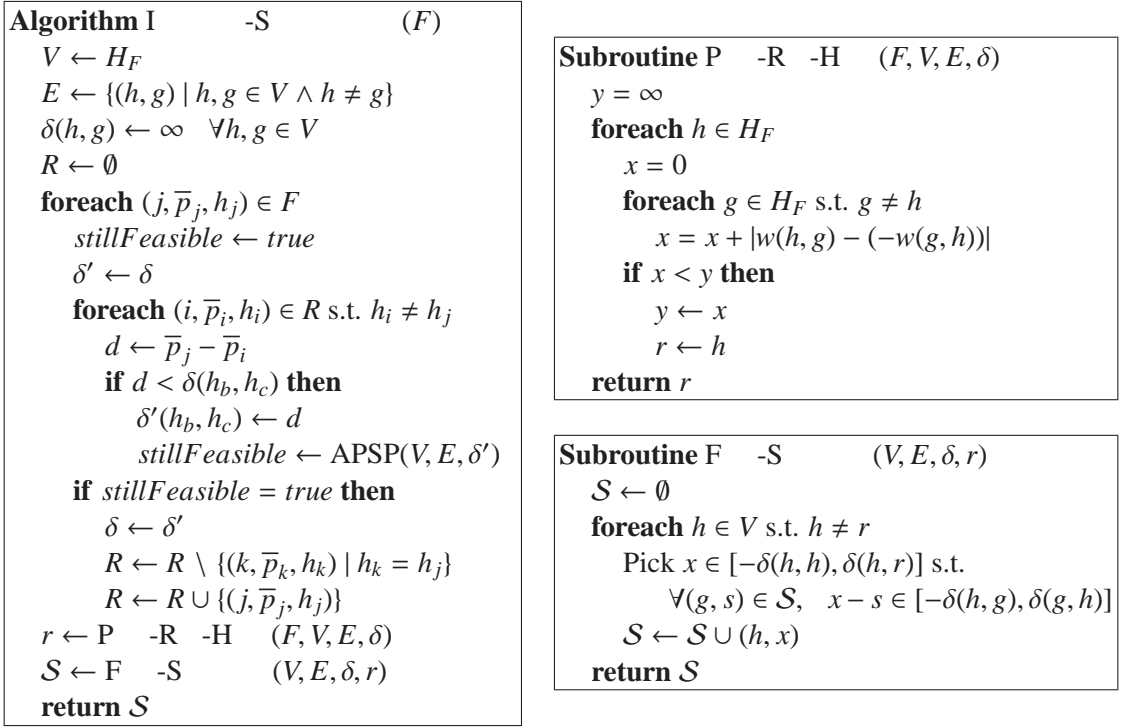 Algorithm I -S (F)
V ← H_F
E ← {(h, g) | h, g ∈ V ∧ h ≠ g}
δ(h, g) ← ∞ ∀h, g ∈ V
R ← ∅
foreach (j, p̅_j, h_j) ∈ F
stillFeasible ← true
δ′ ← δ
foreach (i, p̅_i, h_i) ∈ R s.t. h_i ≠ h_j
d ← p̅_j − p̅_i
if d < δ(h_b, h_c) then
δ′(h_b, h_c) ← d
stillFeasible ← APSP(V, E, δ′)
if stillFeasible = true then
δ ← δ′
R ← R \ {(k, p̅_k, h_k) | h_k = h_j}
R ← R ∪ {(j, p̅_j, h_j)}
r ← P -R -H (F, V, E, δ)
𝒮 ← F -S (V, E, δ, r)
return 𝒮
Subroutine P -R -H (F, V, E, δ)
y = ∞
foreach h ∈ H_F
x = 0
foreach g ∈ H_F s.t. g ≠ h
x = x + |w(h, g) − (−w(g, h))|
if x < y then
y ← x
r ← h
return r
Subroutine F -S (V, E, δ, r)
𝒮 ← ∅
foreach h ∈ V s.t. h ≠ r
Pick x ∈ [−δ(h, h), δ(h, r)] s.t.
∀(g, s) ∈ 𝒮, x − s ∈ [−δ(h, g), δ(g, h)]
𝒮 ← 𝒮 ∪ (h, x)
return 𝒮